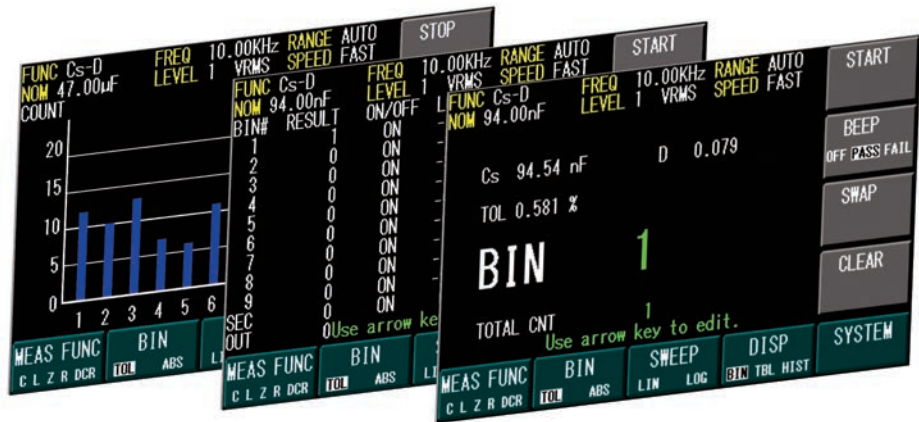 FUNC Cs-D FREQ 10.00KHz RANGE AUTO
NOM 47.00μF LEVEL 1 VRMS SPEED FAST
STOP
COUNT
20
15
10
5
0
1 2 3 4 5 6
MEAS FUNC
C L Z R DCR
BIN
TOL ABS
FUNC Cs-D FREQ 10.00KHz RANGE AUTO
NOM 94.00nF LEVEL 1 VRMS SPEED FAST
START
BIN# RESULT ON/OFF L
1 1 ON
2 0 ON
3 0 ON
4 0 ON
5 0 ON
6 0 ON
7 0 ON
8 0 ON
9 0 ON
SEC 0
OUT 0
Use arrow ke
MEAS FUNC
C L Z R DCR
BIN
TOL ABS
FUNC Cs-D FREQ 10.00KHz RANGE AUTO
NOM 94.00nF LEVEL 1 VRMS SPEED FAST
Cs 94.54 nF D 0.079
TOL 0.581 %
BIN 1
TOTAL CNT 1
Use arrow key to edit.
START
BEEP
OFF PASS FAIL
SWAP
CLEAR
MEAS FUNC
C L Z R DCR
BIN
TOL ABS
SWEEP
LIN LOG
DISP
BIN TBL HIST
SYSTEM